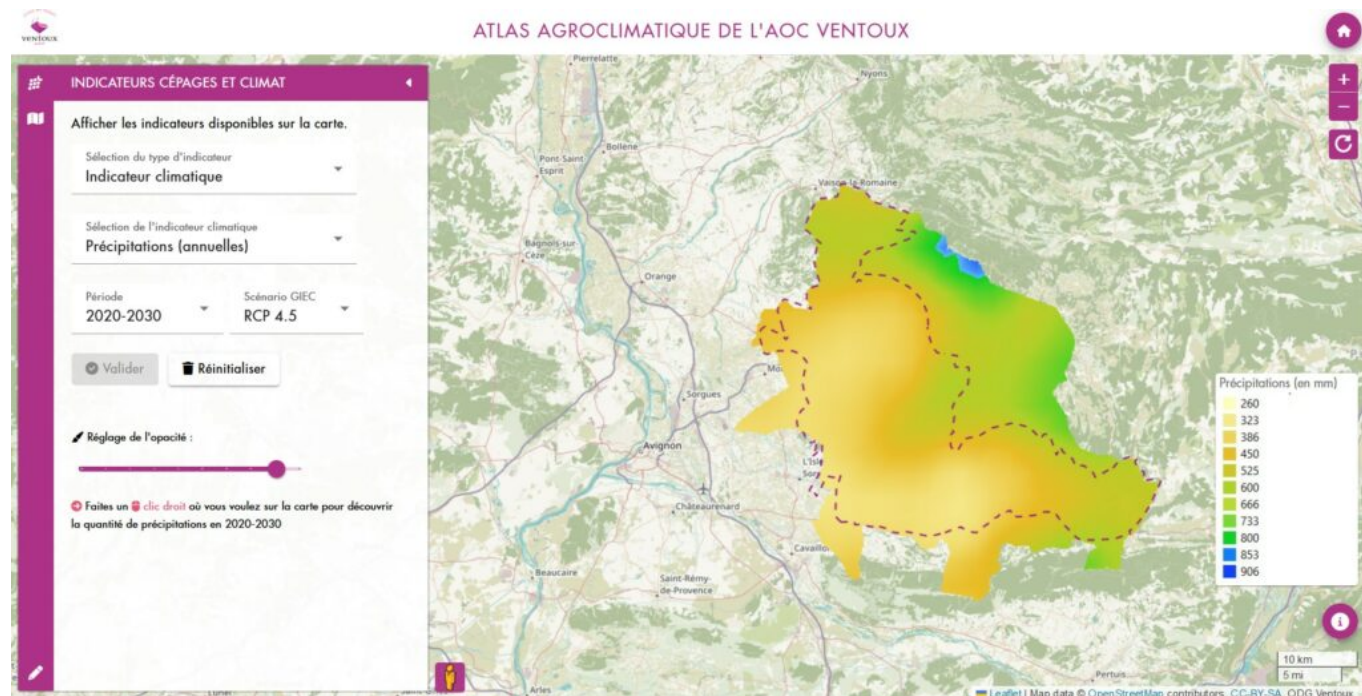 VENTOUX
ATLAS AGROCLIMATIQUE DE L'AOC VENTOUX
INDICATEURS CÉPAGES ET CLIMAT
Afficher les indicateurs disponibles sur la carte.
Sélection du type d'indicateur
Indicateur climatique
Sélection de l'indicateur climatique
Précipitations (annuelles)
Période
2020-2030
Scénario GIEC
RCP 4.5
Valider
Réinitialiser
Réglage de l'opacité :
Faites un clic droit où vous voulez sur la carte pour découvrir
la quantité de précipitations en 2020-2030
Pierrelatte
Nyons
Bollène
Pont-Saint
Esprit
Vaison-la-Romaine
Bagnols-sur
Cèze
Orange
Mo
Sorgues
Avignon
L'Isl
Sor
Châteaurenard
Cavaillon
Beaucaire
Saint-Rémy
de-Provence
Pertuis
Arles
Lunel
+
−
Précipitations (en mm)
260
323
386
450
525
600
666
733
800
853
906
10 km
5 mi
Leaflet | Map data © OpenStreetMap contributors, CC-BY-SA, ODG Ventoux